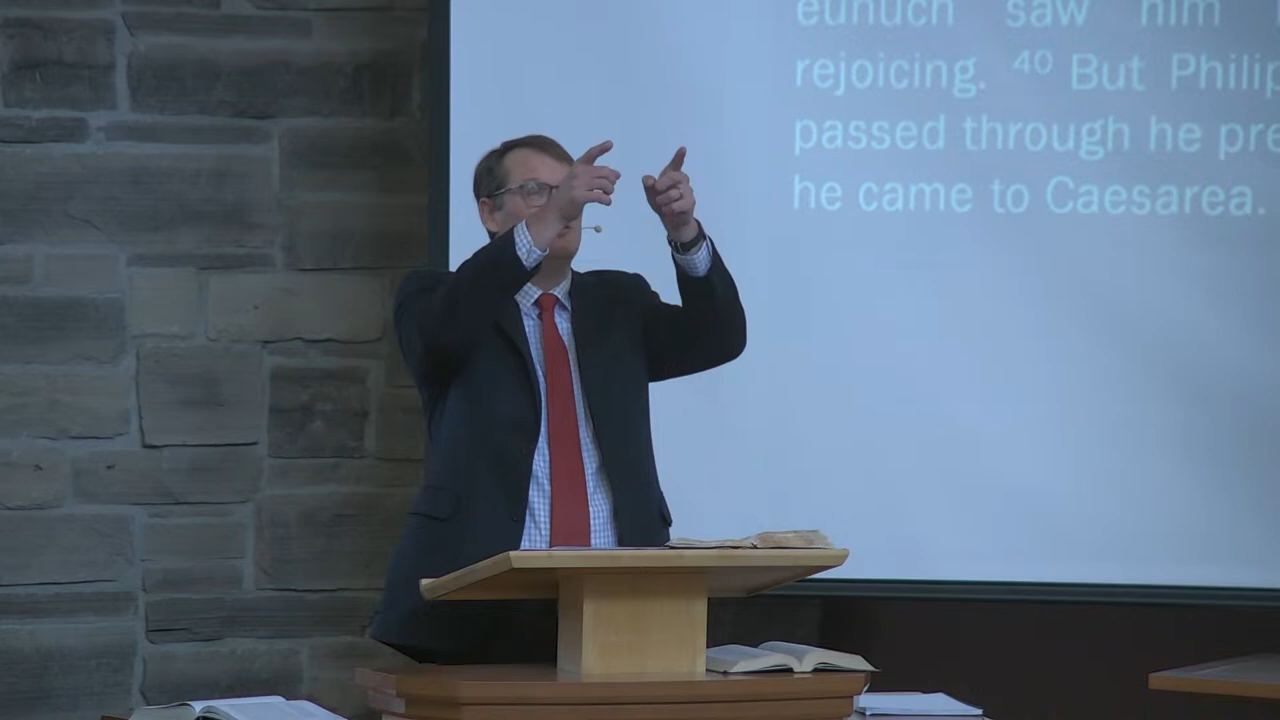 eunuch saw him
rejoicing. 40 But Philip
passed through he pre
he came to Caesarea.